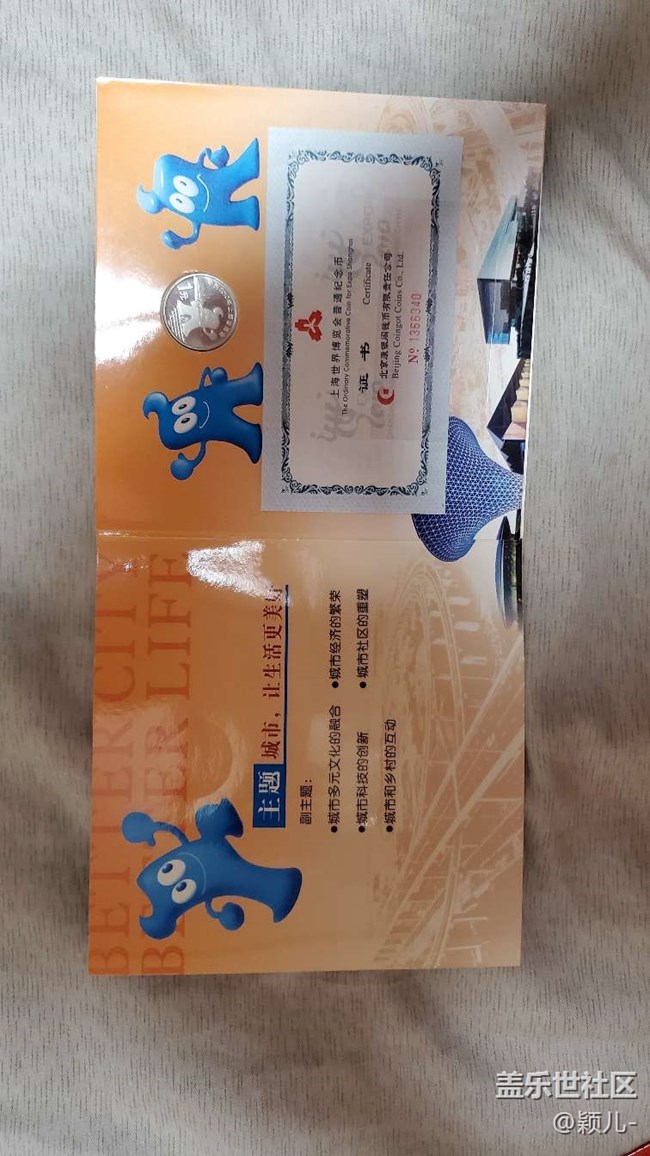 BETTER CITY
BETTER LIFE
主题 城市，让生活更美好
副主题：
●城市多元文化的融合 ●城市经济的繁荣
●城市科技的创新 ●城市社区的重塑
●城市和乡村的互动
上海世界博览会普通纪念币
The Ordinary Commemorative Coin for Expo Shanghai
证 书 Certificate
北京康银阁钱币有限责任公司
Beijing Coingot Coins Co., Ltd.
Nº 1366340
盖乐世社区
@颖儿-